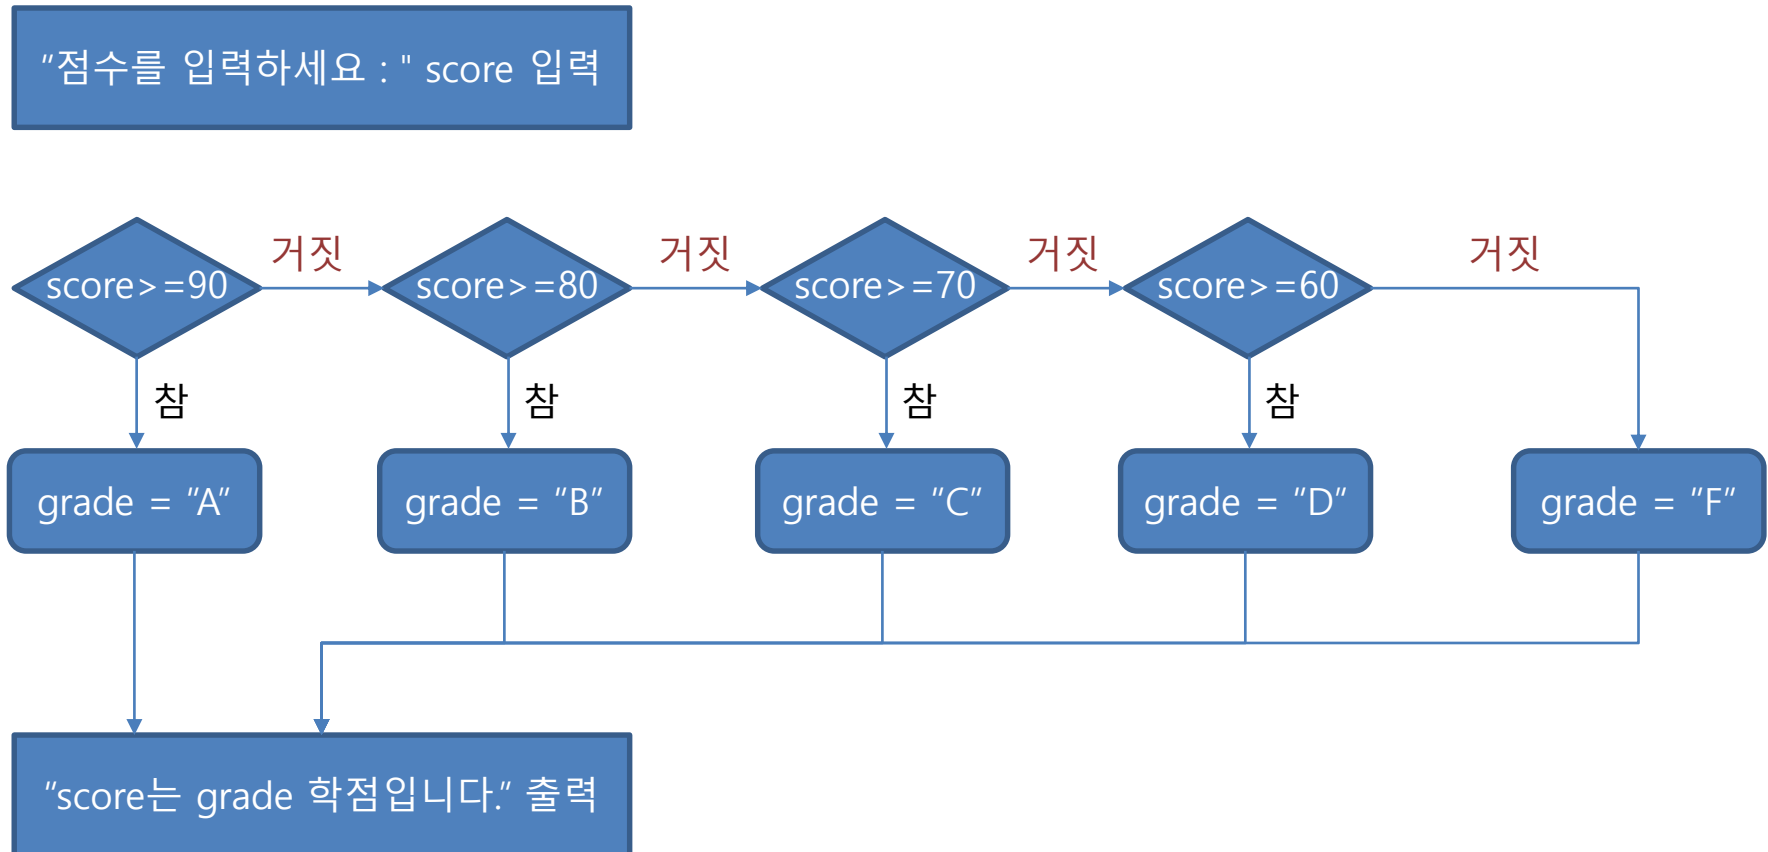 “점수를 입력하세요 : " score 입력
거짓 거짓 거짓 거짓
score>=90 score>=80 score>=70 score>=60
참 참 참 참
grade = “A” grade = “B” grade = “C” grade = “D” grade = “F”
“score는 grade 학점입니다.” 출력